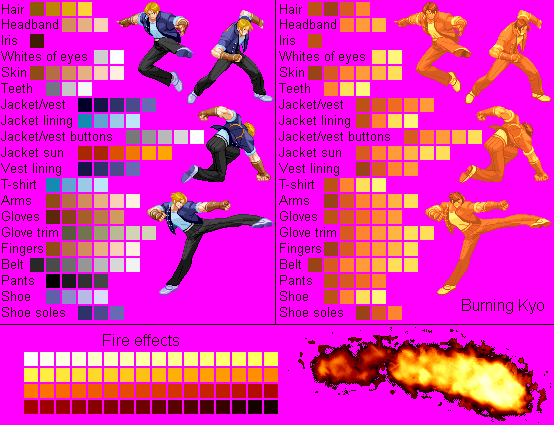 Hair
Headband
Iris
Whites of eyes
Skin
Teeth
Jacket/vest
Jacket lining
Jacket/vest buttons
Jacket sun
Vest lining
T-shirt
Arms
Gloves
Glove trim
Fingers
Belt
Pants
Shoe
Shoe soles
Hair
Headband
Iris
Whites of eyes
Skin
Teeth
Jacket/vest
Jacket lining
Jacket/vest buttons
Jacket sun
Vest lining
T-shirt
Arms
Gloves
Glove trim
Fingers
Belt
Pants
Shoe
Shoe soles
Burning Kyo
Fire effects